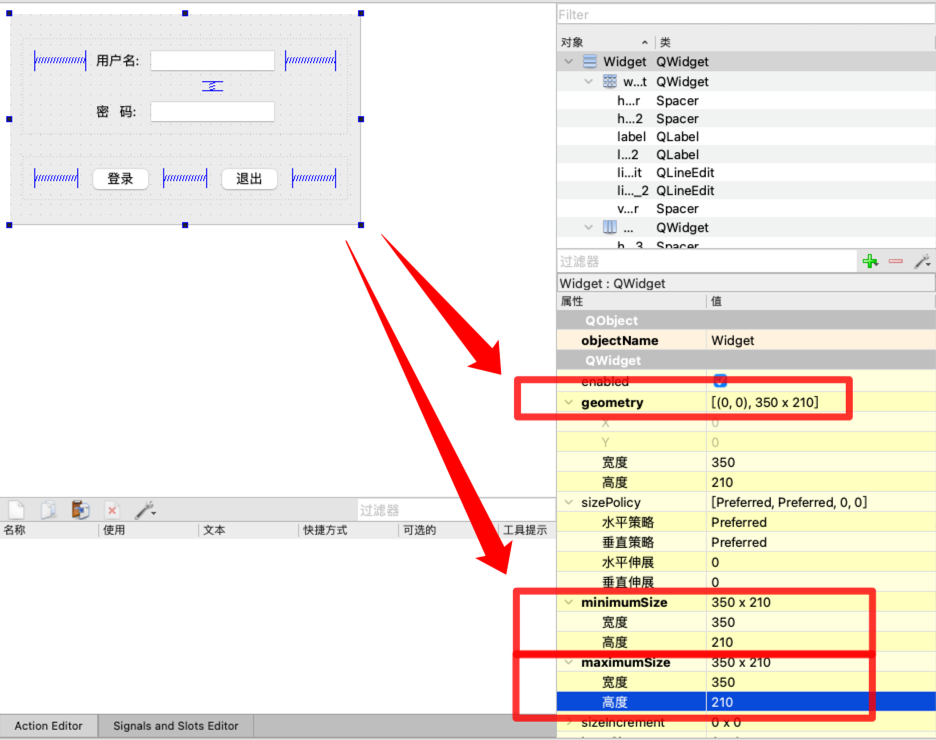 用户名:
密 码:
登录
退出
名称 使用 文本 快捷方式 可选的 工具提示
过滤器
Action Editor
Signals and Slots Editor
Filter
对象 类
Widget QWidget
w...t QWidget
h...r Spacer
h...2 Spacer
label QLabel
l...2 QLabel
li...it QLineEdit
li..._2 QLineEdit
v...r Spacer
... QWidget
h...3 Spacer
过滤器
Widget : QWidget
属性 值
QObject
objectName Widget
QWidget
enabled
geometry [(0, 0), 350 x 210]
X 0
Y 0
宽度 350
高度 210
sizePolicy [Preferred, Preferred, 0, 0]
水平策略 Preferred
垂直策略 Preferred
水平伸展 0
垂直伸展 0
minimumSize 350 x 210
宽度 350
高度 210
maximumSize 350 x 210
宽度 350
高度 210
sizeIncrement 0 x 0